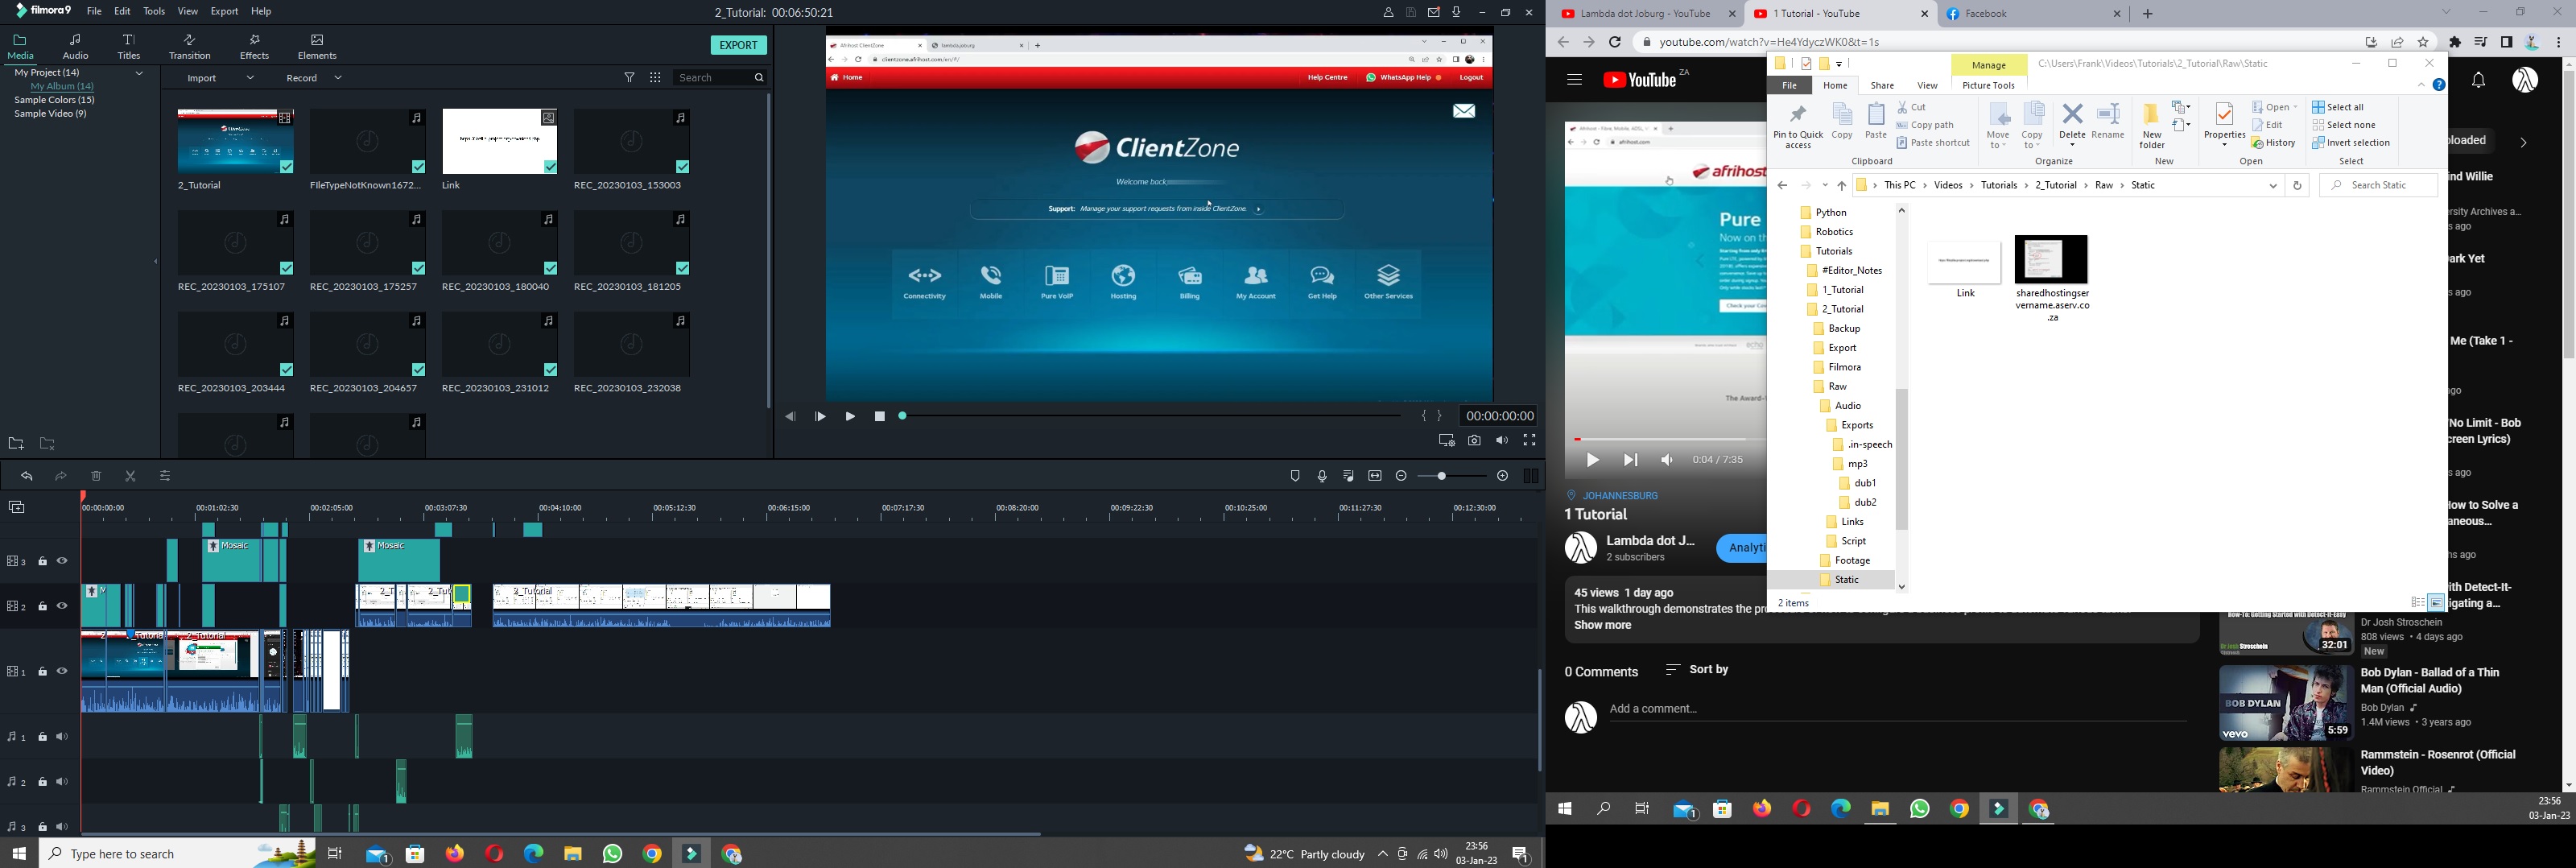 filmora9 File Edit Tools View Export Help
2_Tutorial: 00:06:50:21
Media Audio Titles Transition Effects Elements
EXPORT
My Project (14)
My Album (14)
Sample Colors (15)
Sample Video (9)
Import Record Search
2_Tutorial FileTypeNotKnown1672... Link REC_20230103_153003
REC_20230103_175107 REC_20230103_175257 REC_20230103_180040 REC_20230103_181205
REC_20230103_203444 REC_20230103_204657 REC_20230103_231012 REC_20230103_232038
Afrihost ClientZone
clientzone.afrihost.com/en/#/
Home Help Centre WhatsApp Help Logout
ClientZone
Welcome back
Support: Manage your support requests from inside ClientZone
Connectivity Mobile Pure VoIP Hosting Billing My Account Get Help Other Services
00:00:00:00
00:00:00:00 00:01:02:30 00:02:05:00 00:03:07:30 00:04:10:00 00:05:12:30 00:06:15:00 00:07:17:30 00:08:20:00 00:09:22:30 00:10:25:00 00:11:27:30 00:12:30:00
Mosaic Mosaic
3
2
2_Tutorial
1
2_Tutorial
1
2
3
Type here to search
22°C Partly cloudy
23:56
03-Jan-23
Lambda dot Joburg - YouTube
1 Tutorial - YouTube
Facebook
youtube.com/watch?v=He4YdyczWK0&t=1s
YouTube ZA
afrihost.com
afrihost
Pure
Now on th
Check your Co
The Award-
0:04 / 7:35
JOHANNESBURG
1 Tutorial
Lambda dot J...
2 subscribers
Analyti
45 views 1 day ago
Show more
0 Comments Sort by
Add a comment...
Manage
C:\Users\Frank\Videos\Tutorials\2_Tutorial\Raw\Static
File Home Share View Picture Tools
Pin to Quick access
Copy
Paste
Cut
Copy path
Paste shortcut
Clipboard
Move to
Copy to
Delete
Rename
Organize
New folder
New
Properties
Open
Edit
History
Open
Select all
Select none
Invert selection
Select
This PC Videos Tutorials 2_Tutorial Raw Static
Search Static
Python
Robotics
Tutorials
#Editor_Notes
1_Tutorial
2_Tutorial
Backup
Export
Filmora
Raw
Audio
Exports
.in-speech
mp3
dub1
dub2
Links
Script
Footage
Static
Link
sharedhostingser
vername.aserv.co
.za
2 items
loaded
ind Willie
ersity Archives a...
s ago
ark Yet
s ago
Me (Take 1 -
go
'No Limit - Bob
creen Lyrics)
s ago
How to Solve a
aneous...
hs ago
ith Detect-It-
igating a...
Dr Josh Stroschein
808 views • 4 days ago
New
32:01
Bob Dylan - Ballad of a Thin
Man (Official Audio)
Bob Dylan
1.4M views • 3 years ago
BOB DYLAN
vevo
5:59
Rammstein - Rosenrot (Official
Video)
Rammstein Official
23:56
03-Jan-23